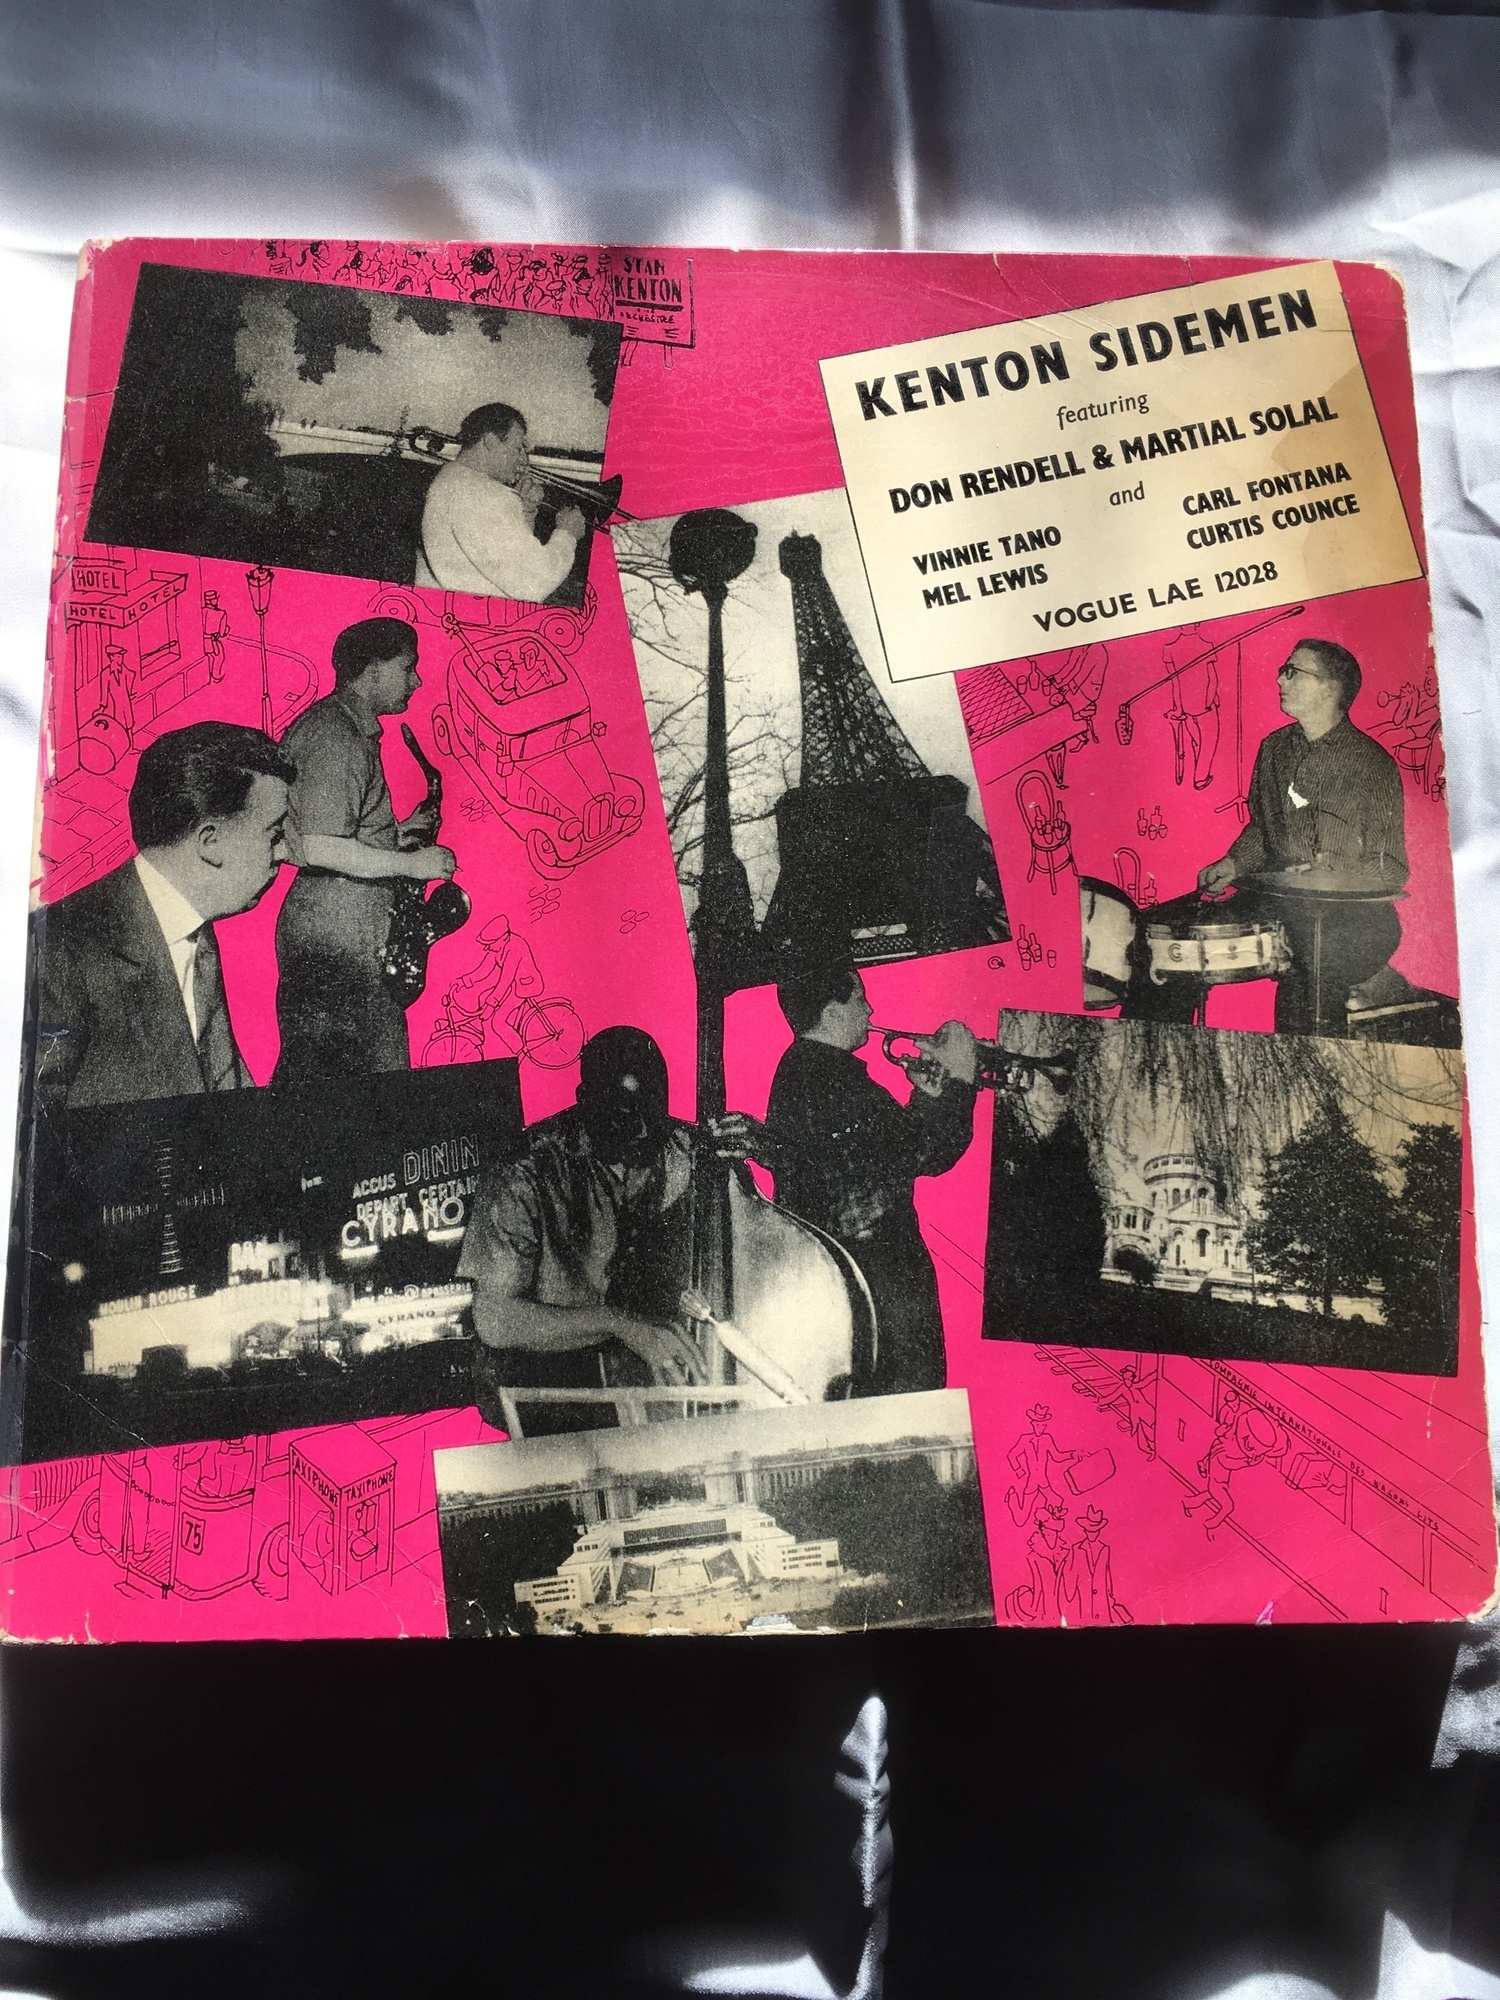 STAN
KENTON
ORCHESTRE
KENTON SIDEMEN
featuring
DON RENDELL & MARTIAL SOLAL
and
VINNIE TANO
MEL LEWIS
CARL FONTANA
CURTIS COUNCE
VOGUE LAE 12028
HOTEL
HOTEL HOTEL
G
ACCUS DININ
DEPART CERTAIN
CYRANO
MOULIN ROUGE
CYRANO
TAXIPHONE TAXIPHONE
75
COMPAGNIE INTERNATIONALE DES WAGONS LITS